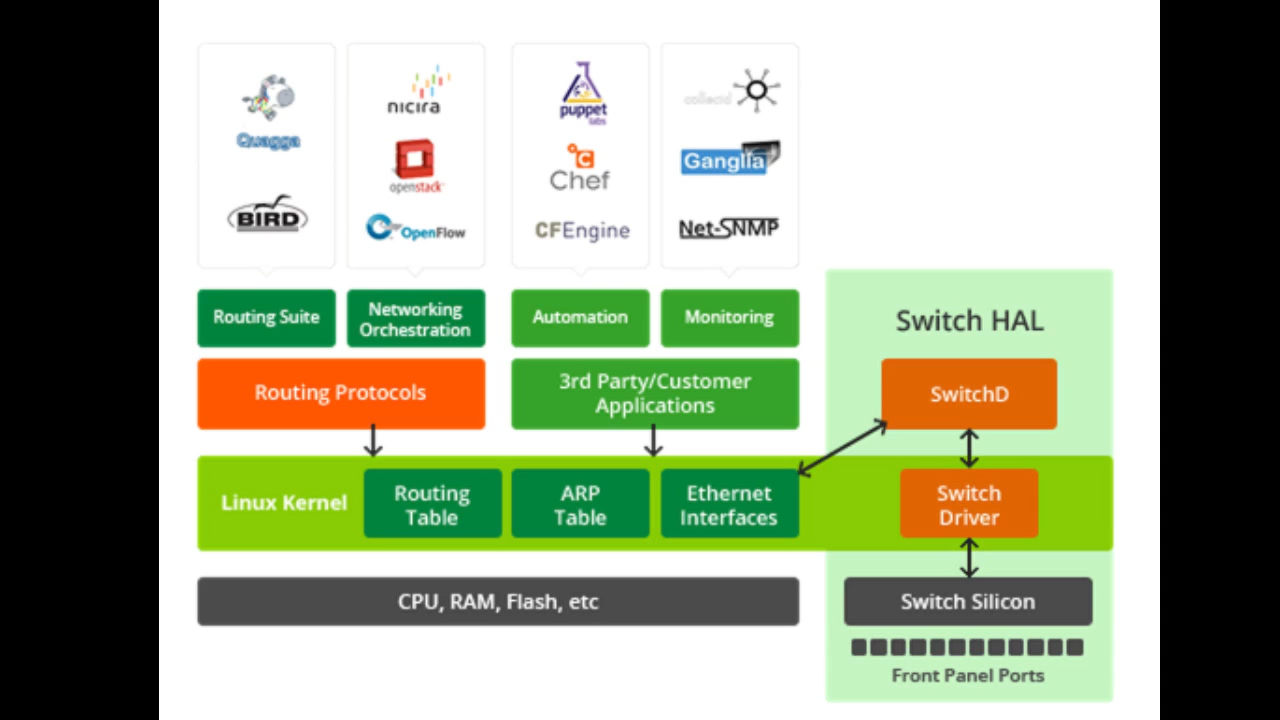 Quagga
BIRD
nicira
openstack
OpenFlow
puppet
labs
Chef
CFEngine
collectd
Ganglia
Net-SNMP
Routing Suite
Networking
Orchestration
Automation
Monitoring
Routing Protocols
3rd Party/Customer
Applications
Switch HAL
SwitchD
Linux Kernel
Routing
Table
ARP
Table
Ethernet
Interfaces
Switch
Driver
CPU, RAM, Flash, etc
Switch Silicon
Front Panel Ports